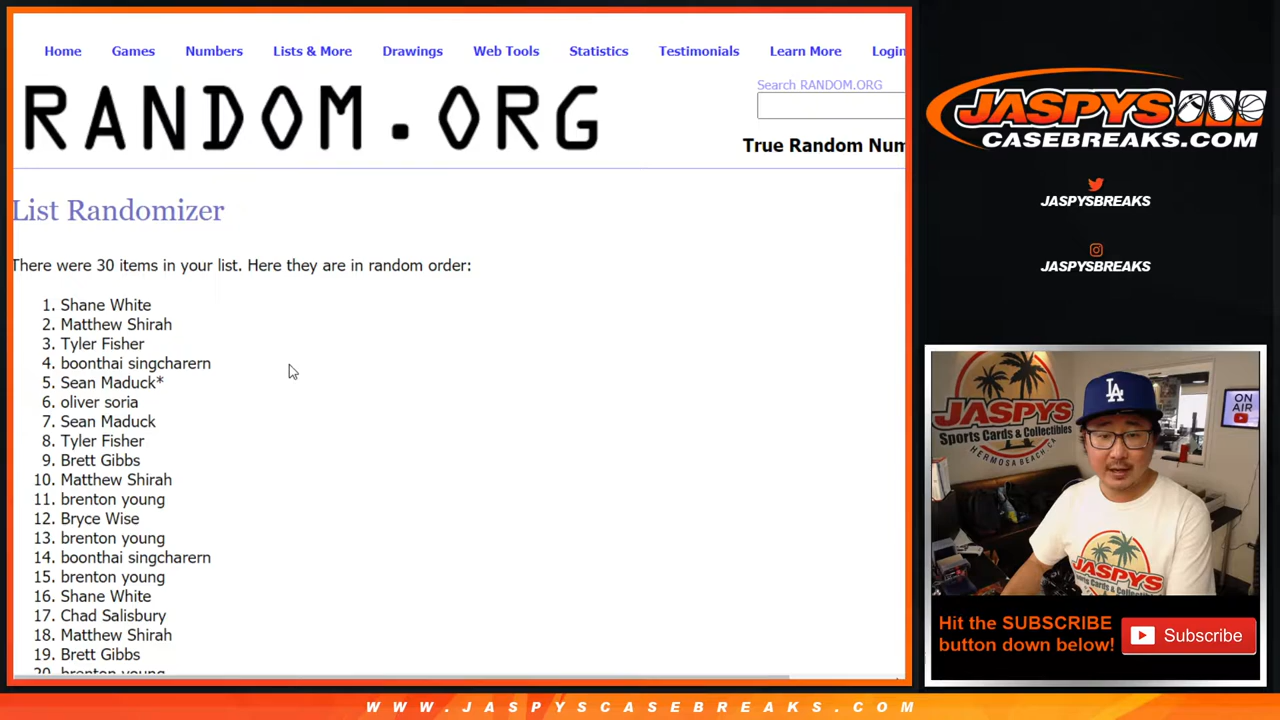 Home Games Numbers Lists & More Drawings Web Tools Statistics Testimonials Learn More Login
RANDOM.ORG
Search RANDOM.ORG
True Random Num
List Randomizer
There were 30 items in your list. Here they are in random order:
1. Shane White
2. Matthew Shirah
3. Tyler Fisher
4. boonthai singcharern
5. Sean Maduck*
6. oliver soria
7. Sean Maduck
8. Tyler Fisher
9. Brett Gibbs
10. Matthew Shirah
11. brenton young
12. Bryce Wise
13. brenton young
14. boonthai singcharern
15. brenton young
16. Shane White
17. Chad Salisbury
18. Matthew Shirah
19. Brett Gibbs
20. brenton young
JASPYS
CASEBREAKS.COM
JASPYSBREAKS
JASPYSBREAKS
JASPYS
Sports Cards & Collectibles
HERMOSA BEACH CA
LA
ON
AIR
JASPYS
Hit the SUBSCRIBE
button down below!
Subscribe
WWW.JASPYSCASEBREAKS.COM